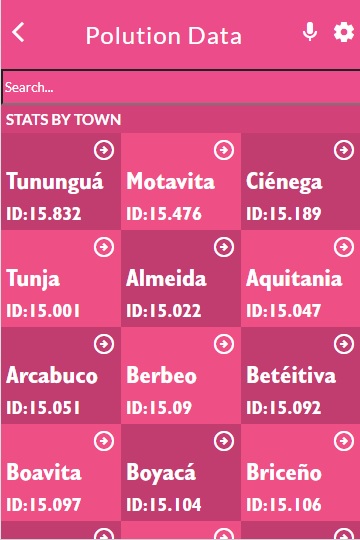 Polution Data
Search...
STATS BY TOWN
Tununguá
ID:15.832
Motavita
ID:15.476
Ciénega
ID:15.189
Tunja
ID:15.001
Almeida
ID:15.022
Aquitania
ID:15.047
Arcabuco
ID:15.051
Berbeo
ID:15.09
Betéitiva
ID:15.092
Boavita
ID:15.097
Boyacá
ID:15.104
Briceño
ID:15.106